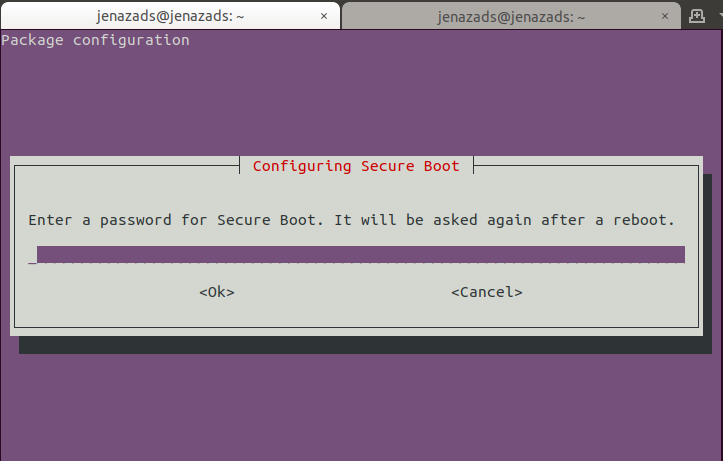 jenazads@jenazads: ~ × jenazads@jenazads: ~ ×
Package configuration
Configuring Secure Boot
Enter a password for Secure Boot. It will be asked again after a reboot.
<Ok> <Cancel>